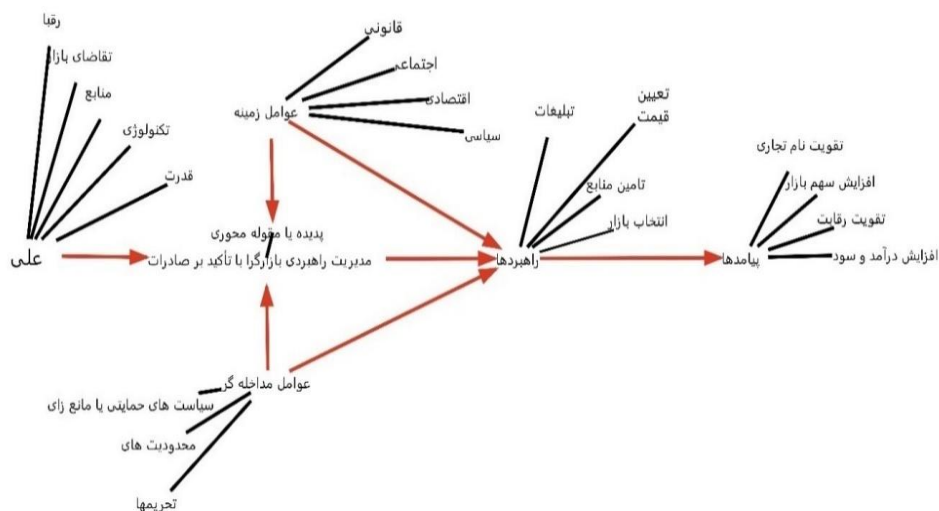 رقبا
تقاضای بازار
منابع
تکنولوژی
قدرت
علی
قانونی
اجتماعی
اقتصادی
سیاسی
عوامل زمینه
پدیده یا مقوله محوری
مدیریت راهبردی بازارگرا با تأکید بر صادرات
عوامل مداخله گر
سیاست های حمایتی یا مانع زای
محدودیت های
تحریمها
تبلیغات
تعیین
قیمت
تامین منابع
انتخاب بازار
راهبردها
تقویت نام تجاری
افزایش سهم بازار
تقویت رقابت
افزایش درآمد و سود
پیامدها